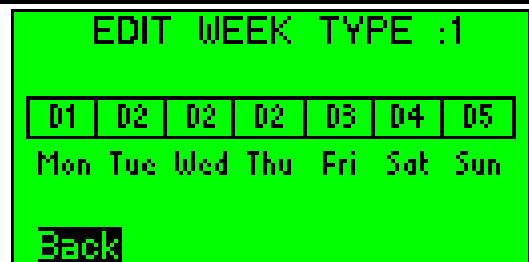 EDIT WEEK TYPE :1
D1 D2 D2 D2 D3 D4 D5
Mon Tue Wed Thu Fri Sat Sun
Back